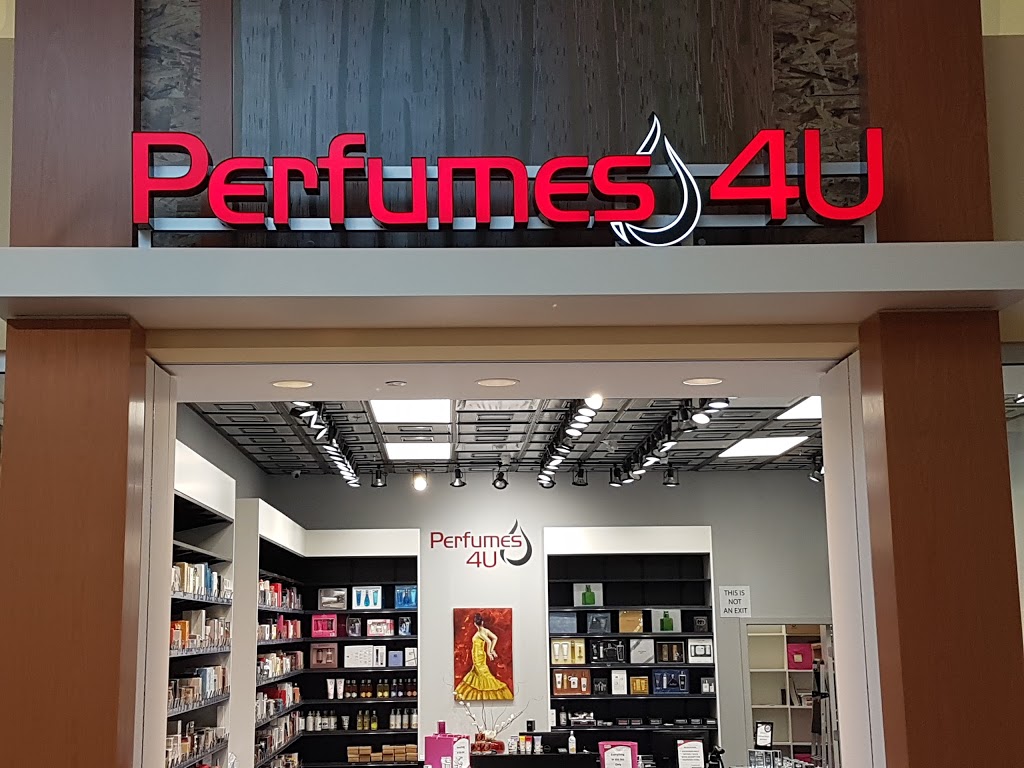 Perfumes 4U
Perfumes
4U
THIS IS
NOT
AN EXIT